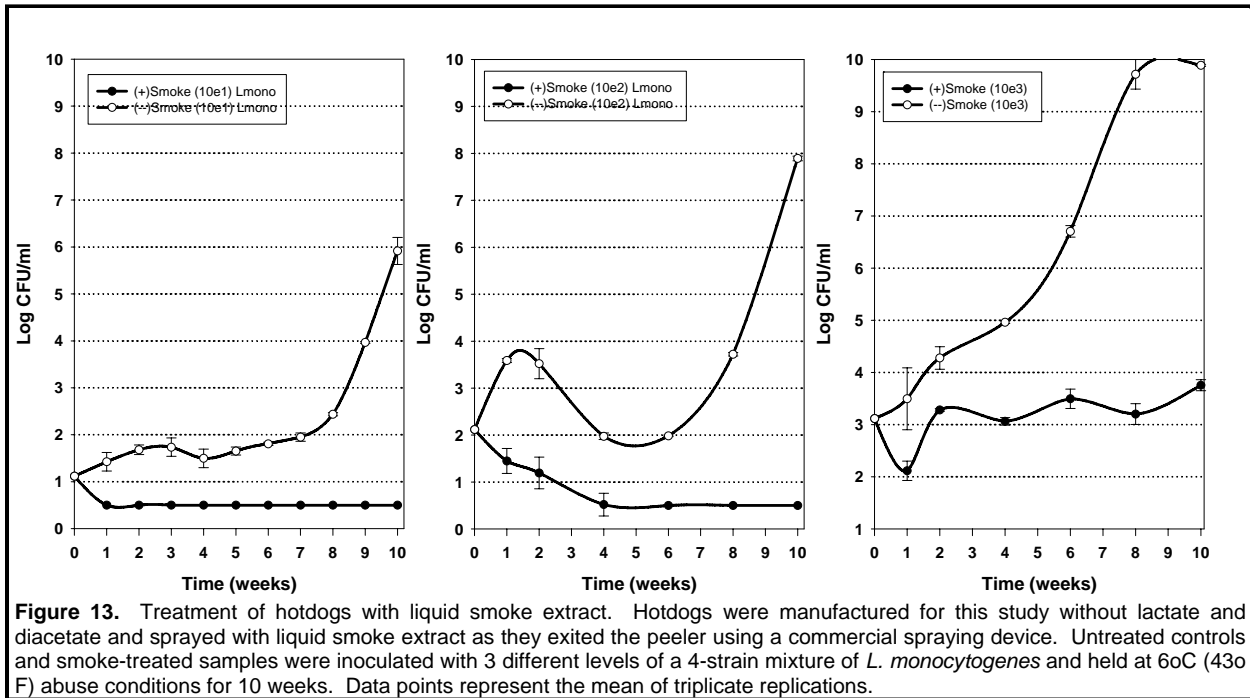 10
9
8
7
6
5
4
3
2
1
0
Log CFU/ml
(+)Smoke (10e1) Lmono
(--)Smoke (10e1) Lmono
0 1 2 3 4 5 6 7 8 9 10
Time (weeks)
10
9
8
7
6
5
4
3
2
1
0
Log CFU/ml
(+)Smoke (10e2) Lmono
(--)Smoke (10e2) Lmono
0 1 2 4 6 8 10
Time (weeks)
10
9
8
7
6
5
4
3
2
1
Log CFU/ml
(+)Smoke (10e3)
(--)Smoke (10e3)
0 1 2 4 6 8 10
Time (weeks)
Figure 13. Treatment of hotdogs with liquid smoke extract. Hotdogs were manufactured for this study without lactate and
diacetate and sprayed with liquid smoke extract as they exited the peeler using a commercial spraying device. Untreated controls
and smoke-treated samples were inoculated with 3 different levels of a 4-strain mixture of L. monocytogenes and held at 6oC (43o
F) abuse conditions for 10 weeks. Data points represent the mean of triplicate replications.